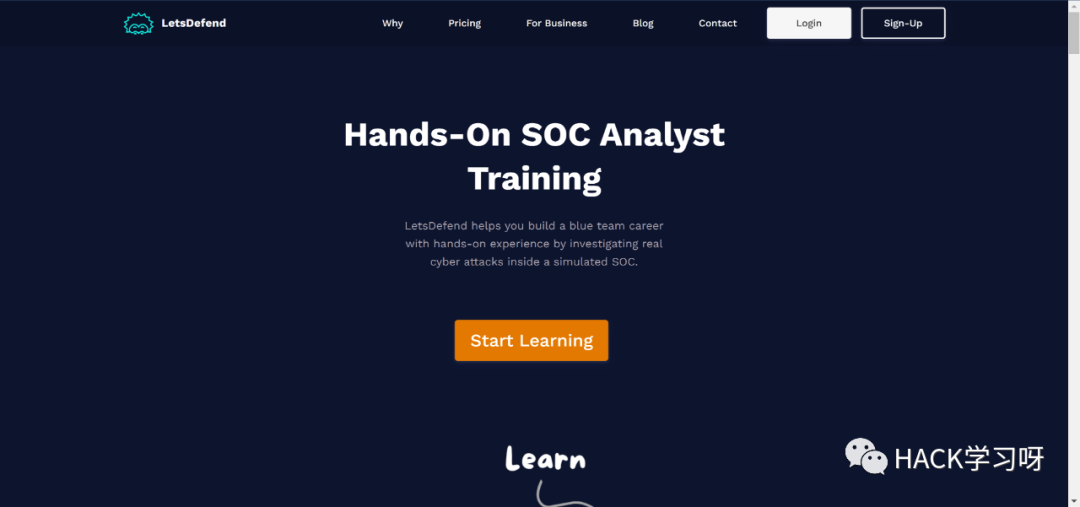 LetsDefend
Why
Pricing
For Business
Blog
Contact
Login
Sign-Up
Hands-On SOC Analyst
Training
LetsDefend helps you build a blue team career
with hands-on experience by investigating real
cyber attacks inside a simulated SOC.
Start Learning
Learn
HACK学习呀